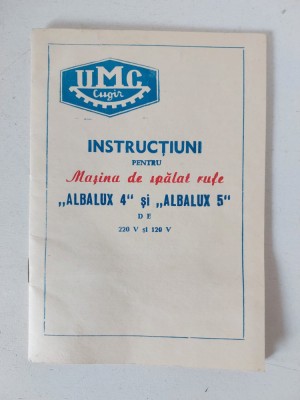 UMC
Cugir
INSTRUCȚIUNI
PENTRU
Mașina de spălat rufe
„ALBALUX 4" și „ALBALUX 5"
DE
220 V și 120 V